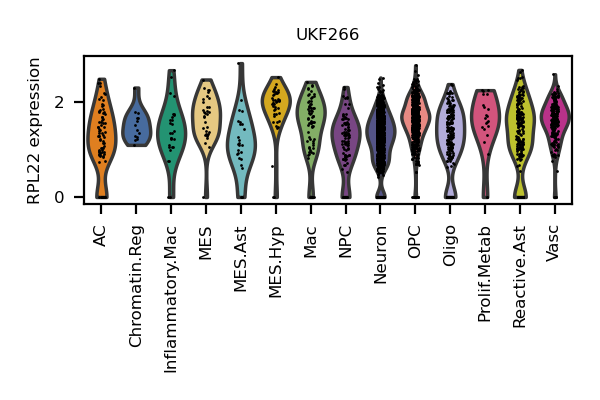 UKF266
RPL22 expression
2
0
AC
Chromatin.Reg
Inflammatory.Mac
MES
MES.Ast
MES.Hyp
Mac
NPC
Neuron
OPC
Oligo
Prolif.Metab
Reactive.Ast
Vasc